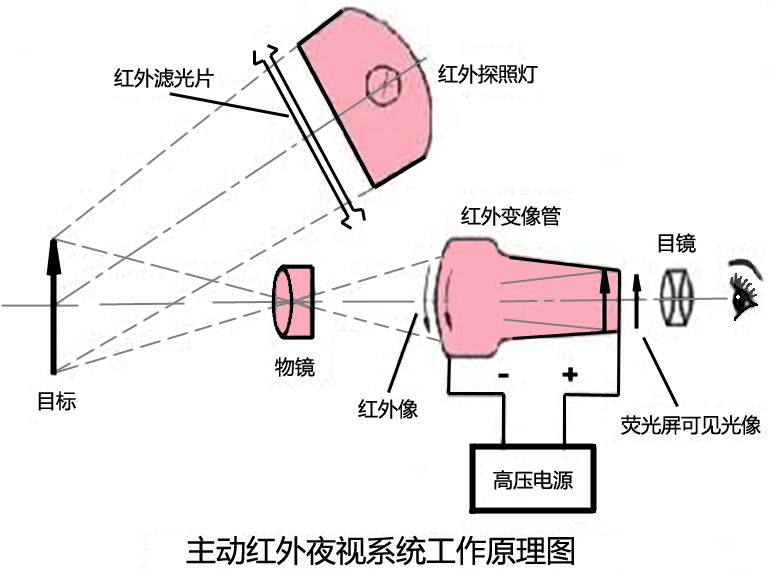 红外滤光片
红外探照灯
红外变像管
目镜
物镜
目标
红外像
-
+
荧光屏可见光像
高压电源
主动红外夜视系统工作原理图